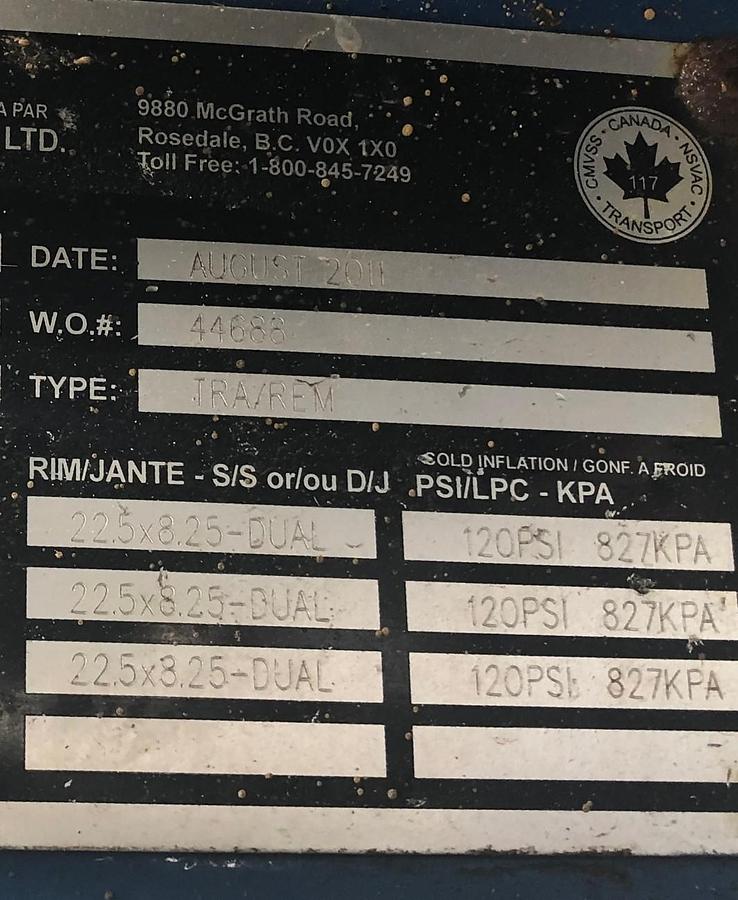 A PAR
LTD.
9880 McGrath Road,
Rosedale, B.C. V0X 1X0
Toll Free: 1-800-845-7249
CANADA · NSVAC · TRANSPORT · CMVSS ·
117
DATE: AUGUST 2011
W.O.#: 44688
TYPE: TRA/REM
RIM/JANTE - S/S or/ou D/J
COLD INFLATION / GONF. A FROID
PSI/LPC - KPA
22.5x8.25-DUAL 120PSI 827KPA
22.5x8.25-DUAL 120PSI 827KPA
22.5x8.25-DUAL 120PSI 827KPA